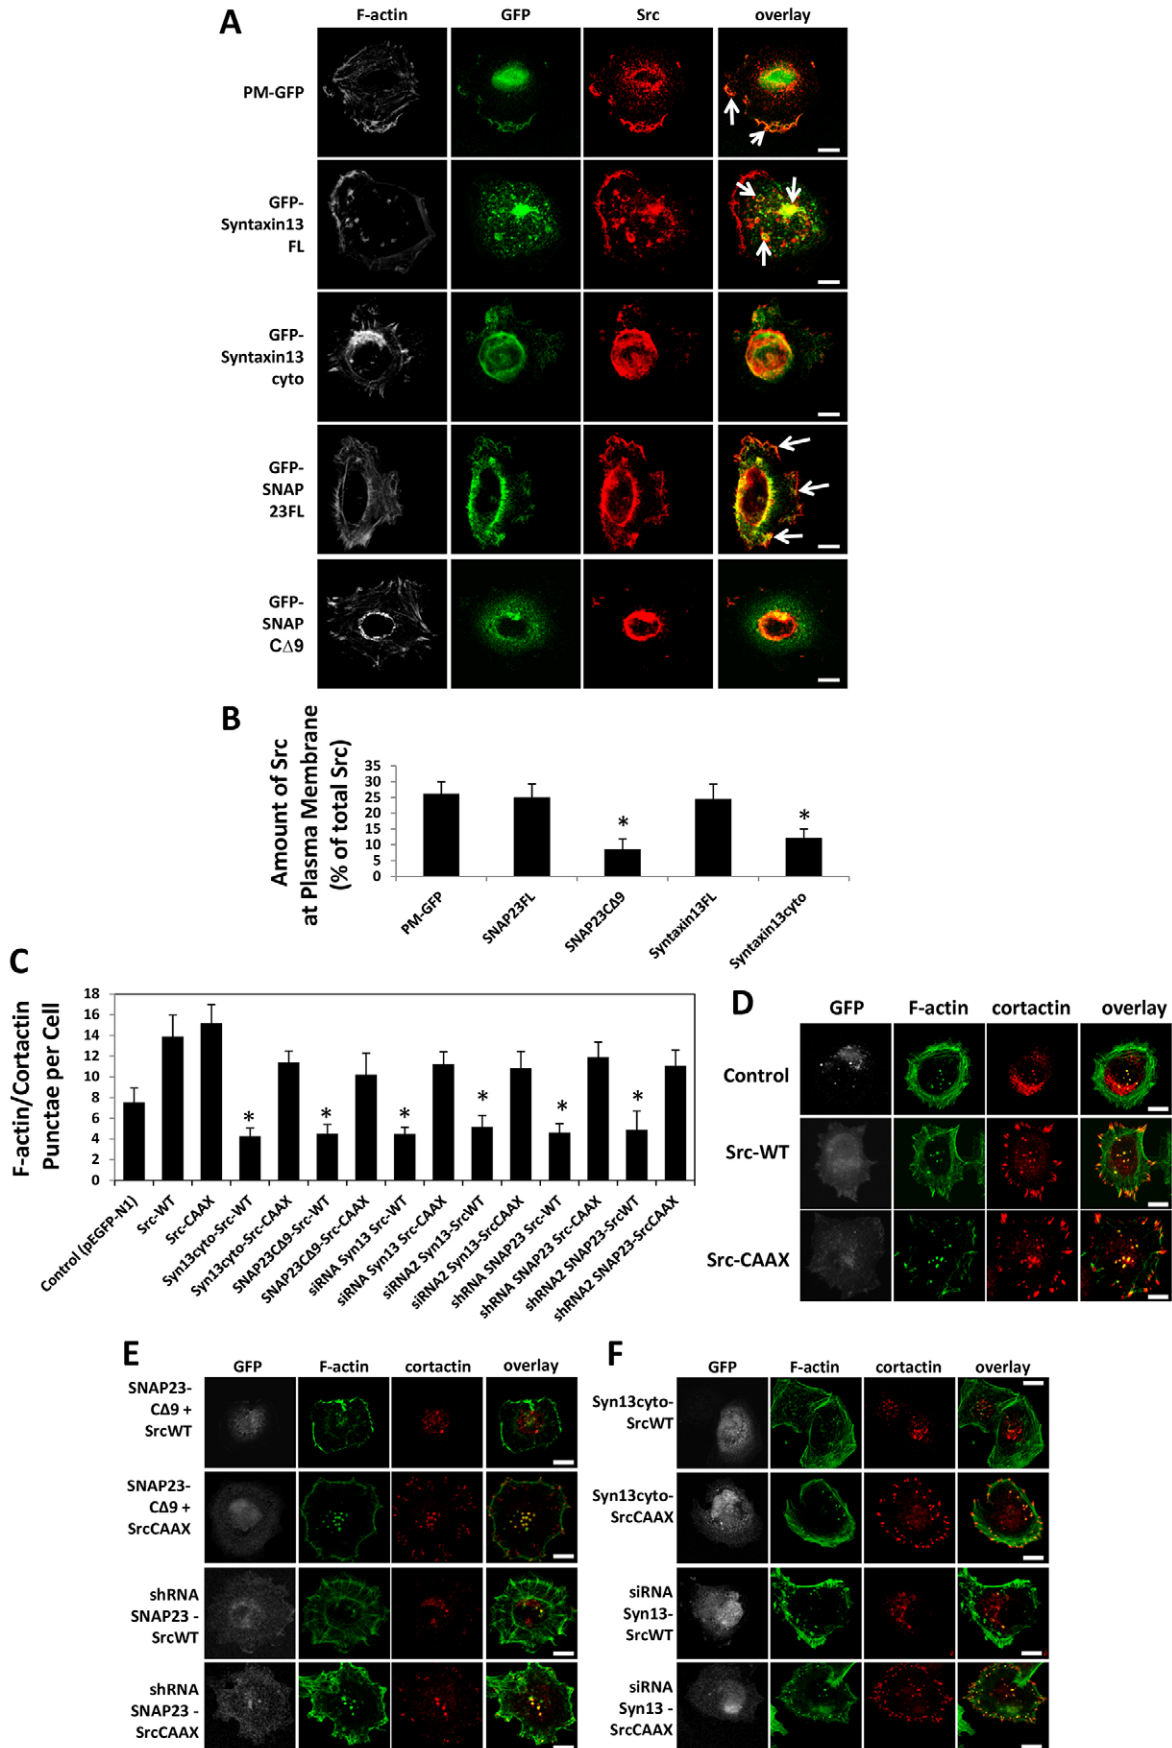 A
F-actin GFP Src overlay
PM-GFP
GFP-
Syntaxin13
FL
GFP-
Syntaxin13
cyto
GFP-
SNAP
23FL
GFP-
SNAP
CΔ9
B
Amount of Src
at Plasma Membrane
(% of total Src)
35
30
25
20
15
10
5
0
*
*
PM-GFP
SNAP23FL
SNAP23CΔ9
Syntaxin13FL
Syntaxin13cyto
C
F-actin/Cortactin
Punctae per Cell
18
16
14
12
10
8
6
4
2
0
* * * * * *
Control (pEGFP-N1)
Src-WT
Src-CAAX
Syn13cyto-Src-WT
Syn13cyto-Src-CAAX
SNAP23CΔ9-Src-WT
SNAP23CΔ9-Src-CAAX
siRNA Syn13 Src-WT
siRNA Syn13 Src-CAAX
siRNA2 Syn13-SrcWT
siRNA2 Syn13-SrcCAAX
shRNA SNAP23 Src-WT
shRNA SNAP23 Src-CAAX
shRNA2 SNAP23-SrcWT
shRNA2 SNAP23-SrcCAAX
D
GFP F-actin cortactin overlay
Control
Src-WT
Src-CAAX
E
GFP F-actin cortactin overlay
SNAP23-
CΔ9 +
SrcWT
SNAP23-
CΔ9 +
SrcCAAX
shRNA
SNAP23 -
SrcWT
shRNA
SNAP23 -
SrcCAAX
F
GFP F-actin cortactin overlay
Syn13cyto-
SrcWT
Syn13cyto-
SrcCAAX
siRNA
Syn13-
SrcWT
siRNA
Syn13 -
SrcCAAX